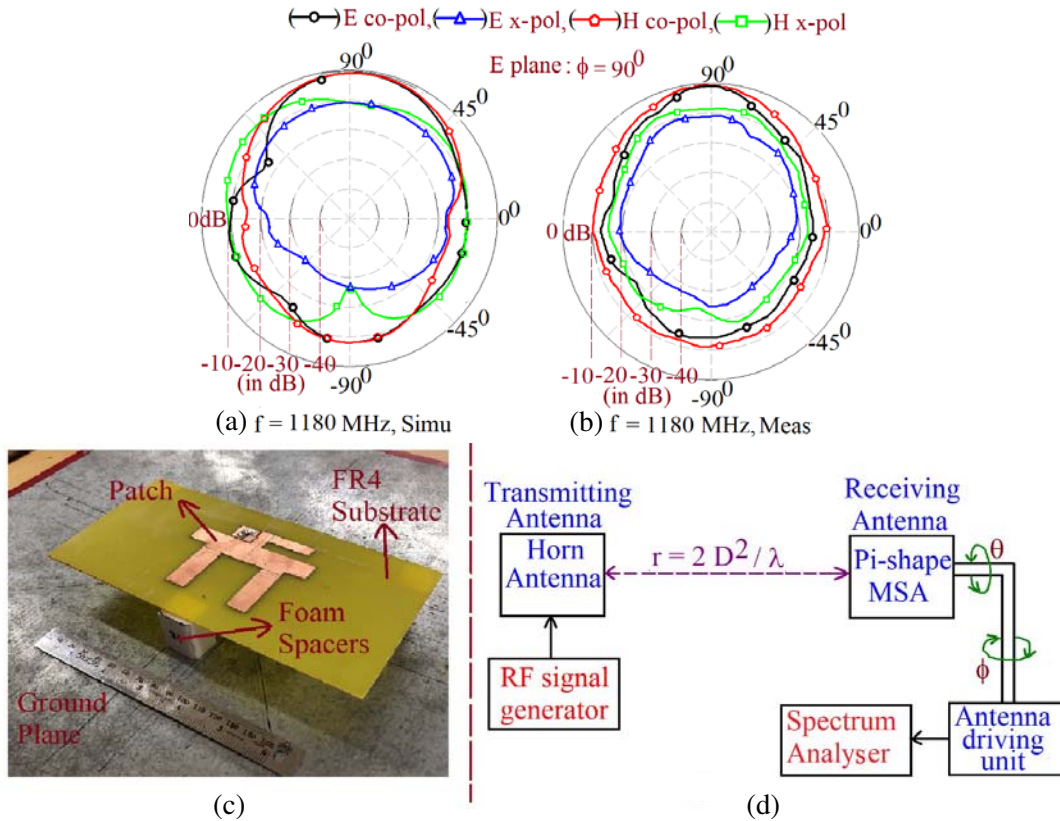 (-)E co-pol,(-)E x-pol,(-)H co-pol,(-)H x-pol
E plane : ϕ = 90⁰
90⁰
45⁰
0⁰
-45⁰
-90⁰
0dB
-10 -20 -30 -40
(in dB)
(a) f = 1180 MHz, Simu
90⁰
45⁰
0⁰
-45⁰
-90⁰
0 dB
-10 -20 -30 -40
(in dB)
(b) f = 1180 MHz, Meas
Patch
FR4
Substrate
Foam
Spacers
Ground
Plane
(c)
Transmitting
Antenna
Horn
Antenna
r = 2 D² / λ
Receiving
Antenna
Pi-shape
MSA
θ
ϕ
RF signal
generator
Spectrum
Analyser
Antenna
driving
unit
(d)